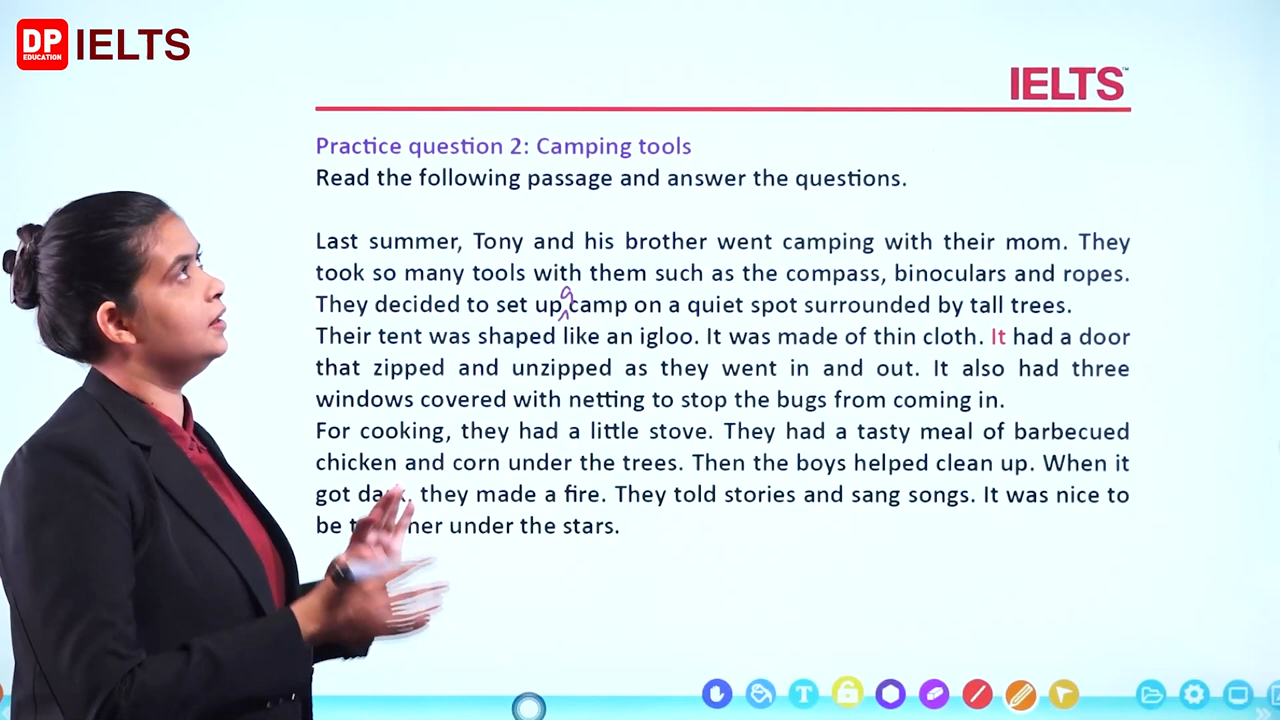 DP
EDUCATION
IELTS
IELTS™
Practice question 2: Camping tools
Read the following passage and answer the questions.
Last summer, Tony and his brother went camping with their mom. They
took so many tools with them such as the compass, binoculars and ropes.
They decided to set up a camp on a quiet spot surrounded by tall trees.
Their tent was shaped like an igloo. It was made of thin cloth. It had a door
that zipped and unzipped as they went in and out. It also had three
windows covered with netting to stop the bugs from coming in.
For cooking, they had a little stove. They had a tasty meal of barbecued
chicken and corn under the trees. Then the boys helped clean up. When it
got they made a fire. They told stories and sang songs. It was nice to
be under the stars.
T